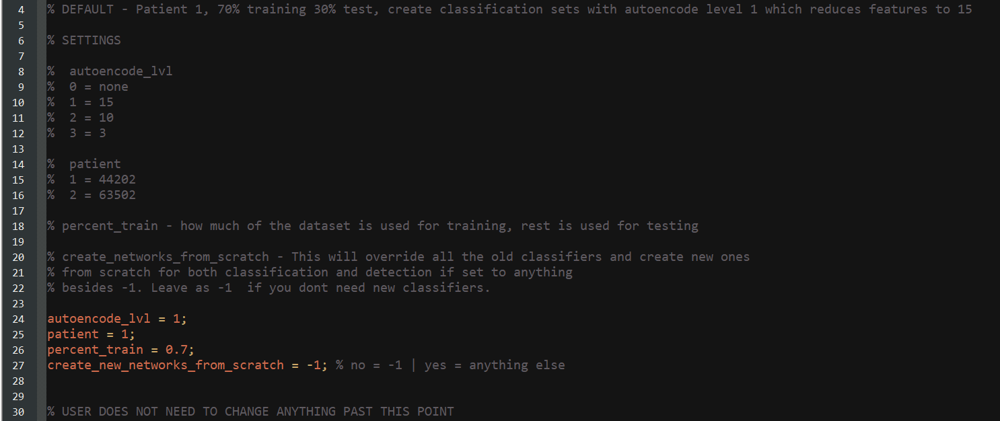 4 % DEFAULT - Patient 1, 70% training 30% test, create classification sets with autoencode level 1 which reduces features to 15
5
6 % SETTINGS
7
8 %  autoencode_lvl
9 %  0 = none
10 %  1 = 15
11 %  2 = 10
12 %  3 = 3
13
14 %  patient
15 %  1 = 44202
16 %  2 = 63502
17
18 % percent_train - how much of the dataset is used for training, rest is used for testing
19
20 % create_networks_from_scratch - This will override all the old classifiers and create new ones
21 % from scratch for both classification and detection if set to anything
22 % besides -1. Leave as -1  if you dont need new classifiers.
23
24 autoencode_lvl = 1;
25 patient = 1;
26 percent_train = 0.7;
27 create_new_networks_from_scratch = -1; % no = -1 | yes = anything else
28
29
30 % USER DOES NOT NEED TO CHANGE ANYTHING PAST THIS POINT